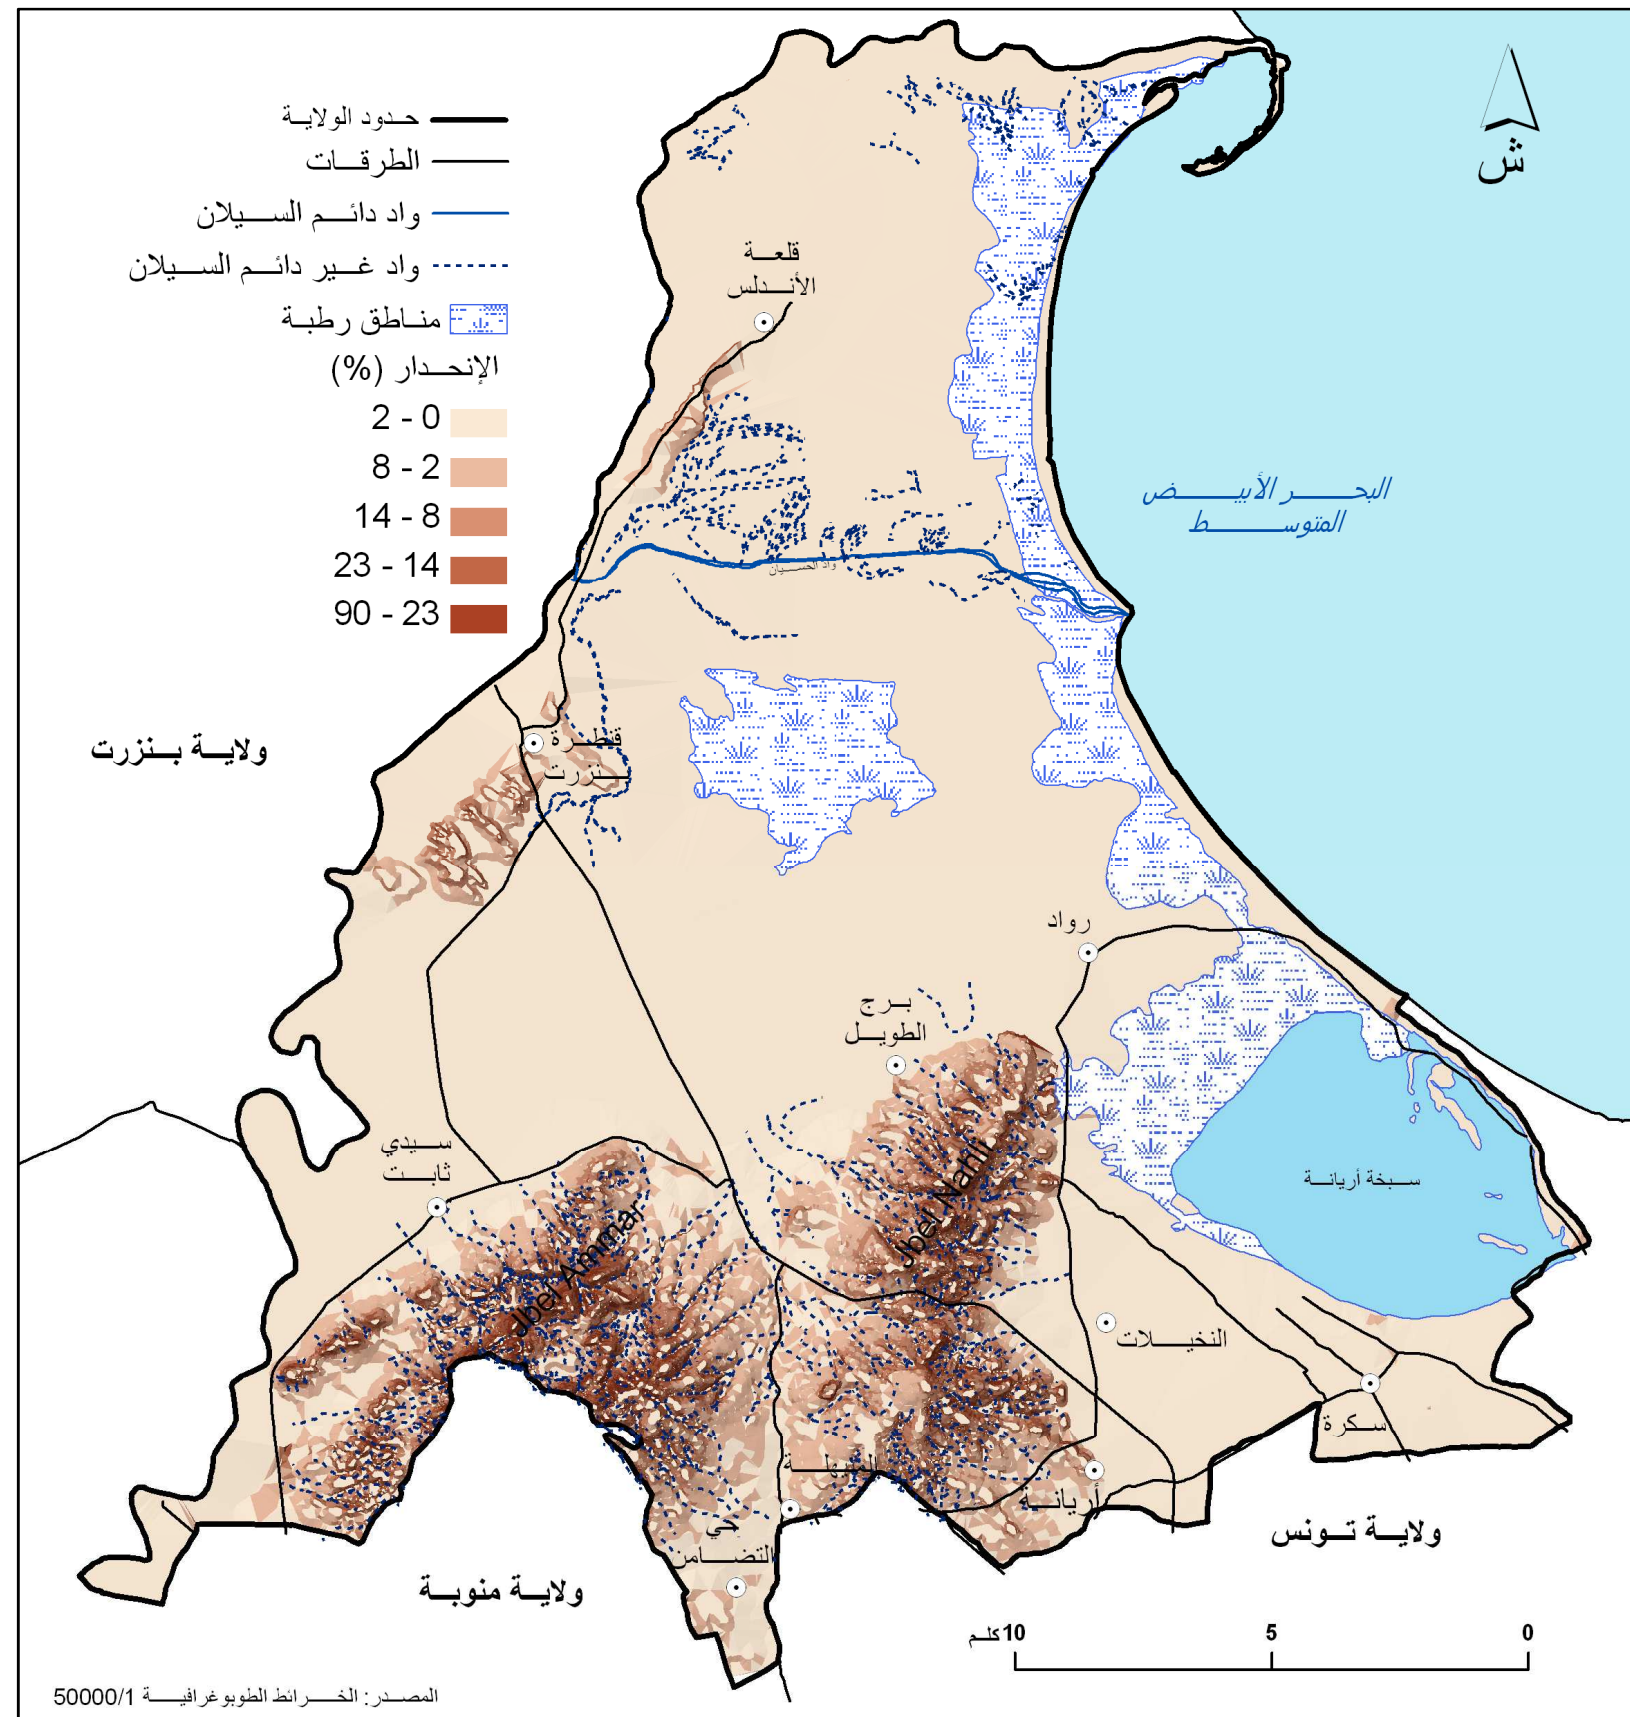 حدود الولاية
الطرقات
واد دائم السيلان
واد غير دائم السيلان
مناطق رطبة
الإنحدار (%)
2 - 0
8 - 2
14 - 8
23 - 14
90 - 23
ش
قلعة
الأندلس
البحر الأبيض
المتوسط
واد الحسيان
ولاية بنزرت
قنطرة
بنزرت
رواد
برج
الطويل
سيدي
ثابت
سبخة أريانة
Jbel Nahli
Jbel Ammar
النخيلات
سكرة
المنيهلة
أريانة
حي
التضامن
ولاية تونس
ولاية منوبة
10 كلم
5
0
المصدر: الخرائط الطوبوغرافية 50000/1